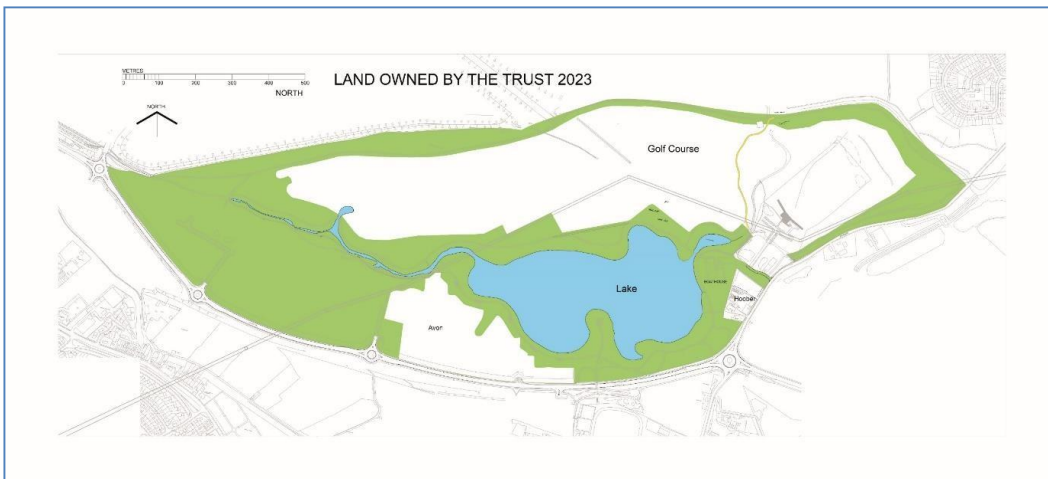 METRES
0 100 200 300 400 500
NORTH
LAND OWNED BY THE TRUST 2023
NORTH
Golf Course
Lake
Avon